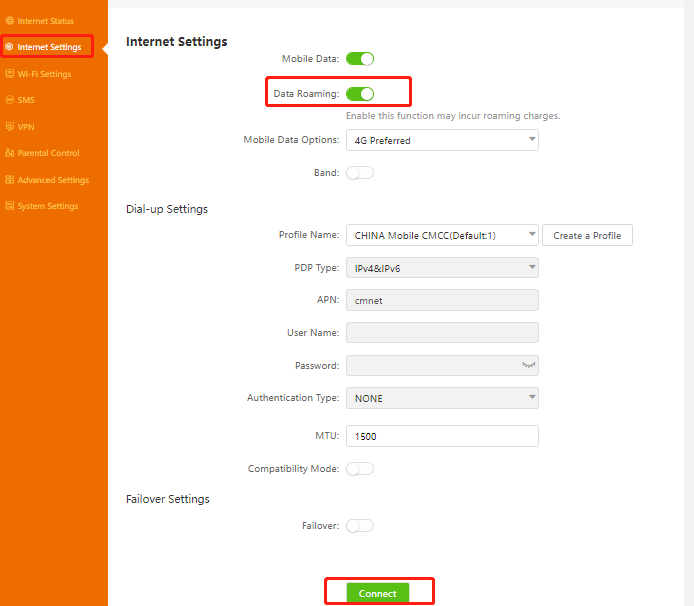 Internet Status
Internet Settings
Wi-Fi Settings
SMS
VPN
Parental Control
Advanced Settings
System Settings
Internet Settings
Mobile Data:
Data Roaming:
Enable this function may incur roaming charges.
Mobile Data Options: 4G Preferred
Band:
Dial-up Settings
Profile Name: CHINA Mobile CMCC(Default:1) Create a Profile
PDP Type: IPv4&IPv6
APN: cmnet
User Name:
Password:
Authentication Type: NONE
MTU: 1500
Compatibility Mode:
Failover Settings
Failover:
Connect